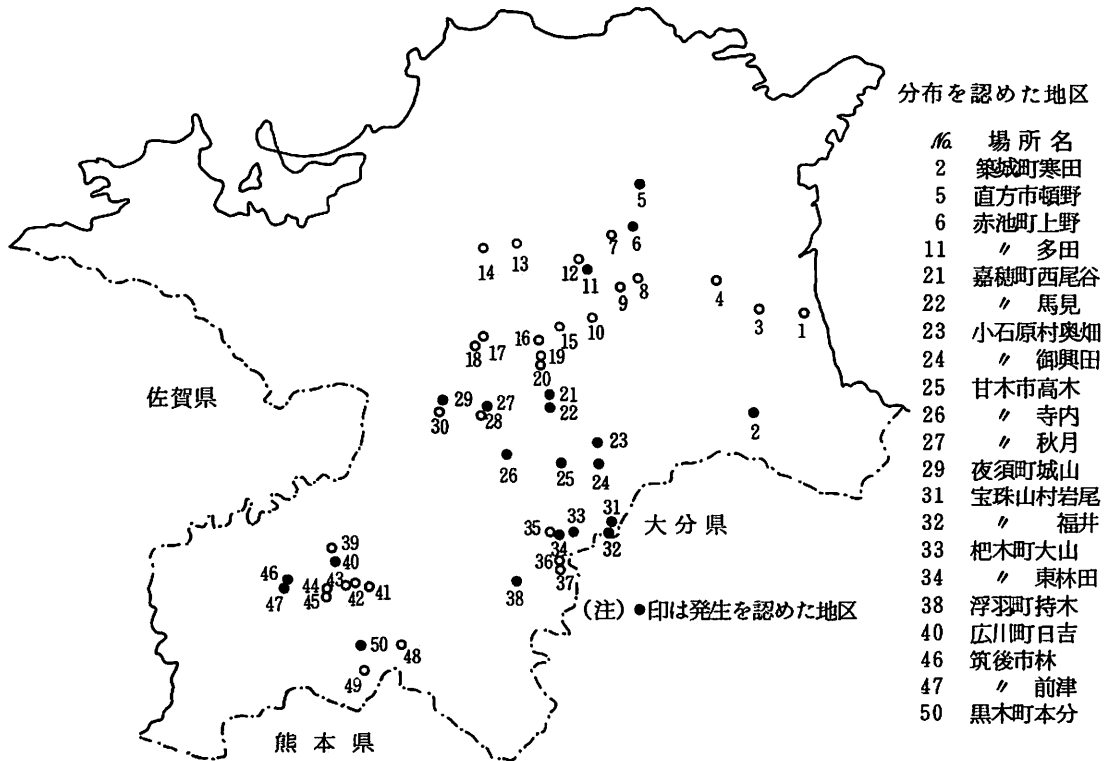 分布を認めた地区
№ 場所名
2 築城町寒田
5 直方市頓野
6 赤池町上野
11 〃 多田
21 嘉穂町西尾谷
22 〃 馬見
23 小石原村奥畑
24 〃 御興田
25 甘木市高木
26 〃 寺内
27 〃 秋月
29 夜須町城山
31 宝珠山村岩尾
32 〃 福井
33 杷木町大山
34 〃 東林田
38 浮羽町持木
40 広川町日吉
46 筑後市林
47 〃 前津
50 黒木町本分
5
6
7
12
11
13
14
8
9
4
3
1
10
15
16
17
18
19
20
21
22
29
30
27
28
2
23
24
25
26
佐賀県
大分県
31
32
33
34
35
36
37
38
39
40
46
47
43
44
45
42
41
50
48
49
(注)●印は発生を認めた地区
熊本県